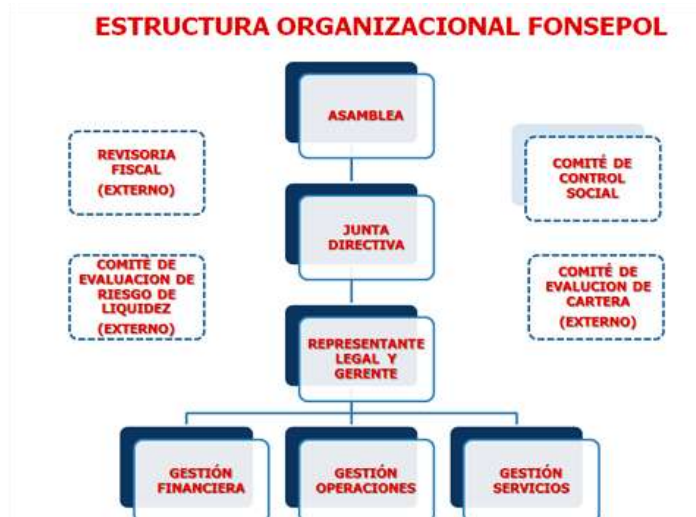 ESTRUCTURA ORGANIZACIONAL FONSEPOL
ASAMBLEA
REVISORIA
FISCAL
(EXTERNO)
COMITÉ DE
CONTROL
SOCIAL
JUNTA
DIRECTIVA
COMITÉ DE
EVALUACION DE
RIESGO DE
LIQUIDEZ
(EXTERNO)
COMITÉ DE
EVALUCION DE
CARTERA
(EXTERNO)
REPRESENTANTE
LEGAL Y
GERENTE
GESTIÓN
FINANCIERA
GESTIÓN
OPERACIONES
GESTIÓN
SERVICIOS